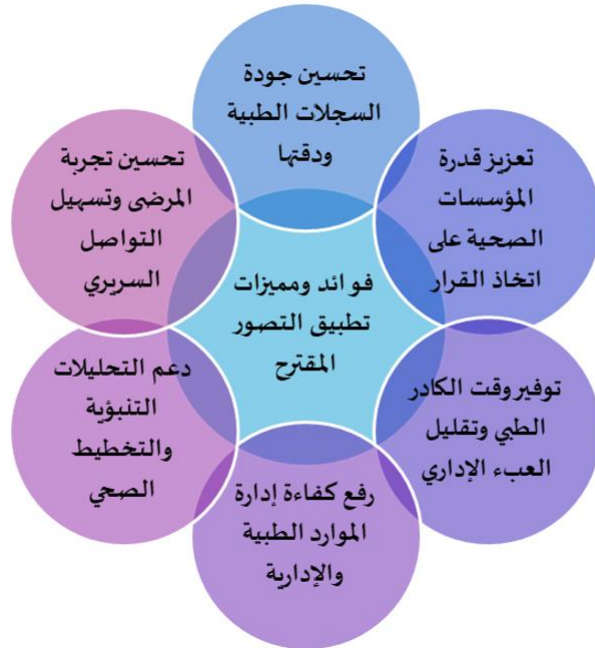 تحسين جودة
السجلات الطبية
ودقتها
تعزيز قدرة
المؤسسات
الصحية على
اتخاذ القرار
توفير وقت الكادر
الطبي وتقليل
العبء الإداري
رفع كفاءة إدارة
الموارد الطبية
والإدارية
دعم التحليلات
التنبؤية
والتخطيط
الصحي
تحسين تجربة
المرضى وتسهيل
التواصل
السريري
فوائد ومميزات
تطبيق التصور
المقترح